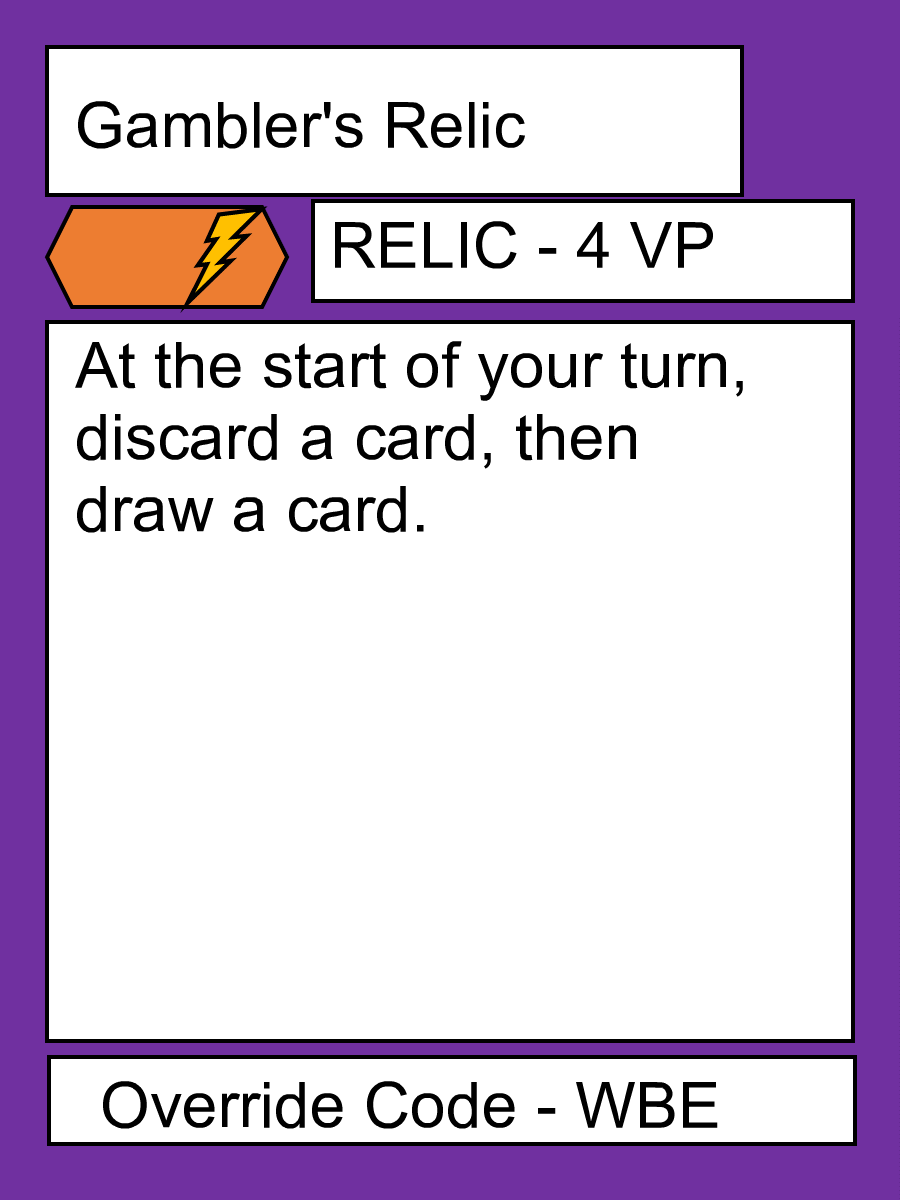 Gambler's Relic
RELIC - 4 VP
At the start of your turn,
discard a card, then
draw a card.
Override Code - WBE